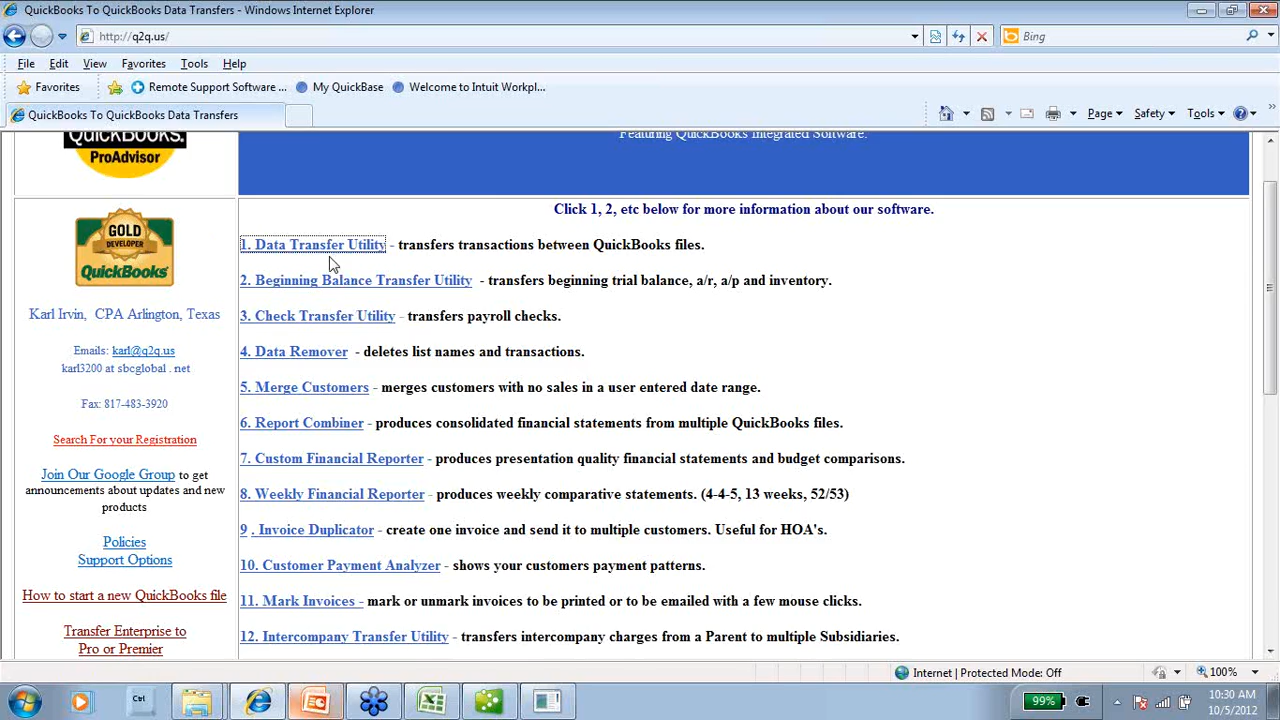 QuickBooks To QuickBooks Data Transfers - Windows Internet Explorer
http://q2q.us/
Bing
File Edit View Favorites Tools Help
Favorites Remote Support Software ... My QuickBase Welcome to Intuit Workpl...
QuickBooks To QuickBooks Data Transfers
Page Safety Tools
QUICKBOOKS.
ProAdvisor
Featuring QuickBooks Integrated Software.
Click 1, 2, etc below for more information about our software.
GOLD
DEVELOPER
QuickBooks
Karl Irvin, CPA Arlington, Texas
Emails: karl@q2q.us
karl3200 at sbcglobal . net
Fax: 817-483-3920
Search For your Registration
Join Our Google Group to get
announcements about updates and new
products
Policies
Support Options
How to start a new QuickBooks file
Transfer Enterprise to
Pro or Premier
1. Data Transfer Utility - transfers transactions between QuickBooks files.
2. Beginning Balance Transfer Utility - transfers beginning trial balance, a/r, a/p and inventory.
3. Check Transfer Utility - transfers payroll checks.
4. Data Remover - deletes list names and transactions.
5. Merge Customers - merges customers with no sales in a user entered date range.
6. Report Combiner - produces consolidated financial statements from multiple QuickBooks files.
7. Custom Financial Reporter - produces presentation quality financial statements and budget comparisons.
8. Weekly Financial Reporter - produces weekly comparative statements. (4-4-5, 13 weeks, 52/53)
9 . Invoice Duplicator - create one invoice and send it to multiple customers. Useful for HOA's.
10. Customer Payment Analyzer - shows your customers payment patterns.
11. Mark Invoices - mark or unmark invoices to be printed or to be emailed with a few mouse clicks.
12. Intercompany Transfer Utility - transfers intercompany charges from a Parent to multiple Subsidiaries.
Internet | Protected Mode: Off
100%
Ctrl
99%
10:30 AM
10/5/2012